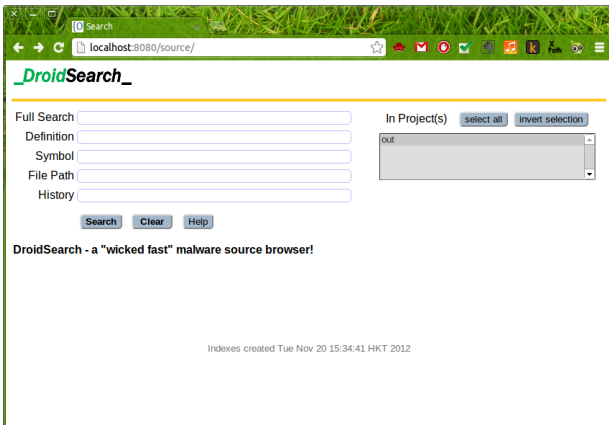 {O Search
localhost:8080/source/
_DroidSearch_
Full Search
Definition
Symbol
File Path
History
In Project(s) select all invert selection
out
Search Clear Help
DroidSearch - a "wicked fast" malware source browser!
Indexes created Tue Nov 20 15:34:41 HKT 2012